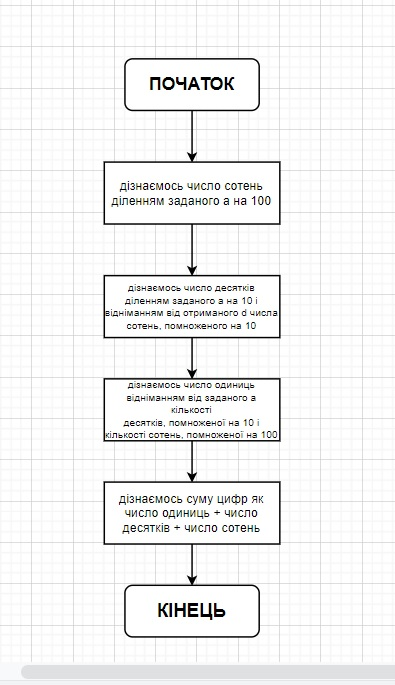 ПОЧАТОК
дізнаємось число сотень
діленням заданого a на 100
дізнаємось число десятків
діленням заданого a на 10 і
відніманням від отриманого d числа
сотень, помноженого на 10
дізнаємось число одиниць
відніманням від заданого a
кількості
десятків, помноженої на 10 і
кількості сотень, помноженої на 100
дізнаємось суму цифр як
число одиниць + число
десятків + число сотень
КІНЕЦЬ